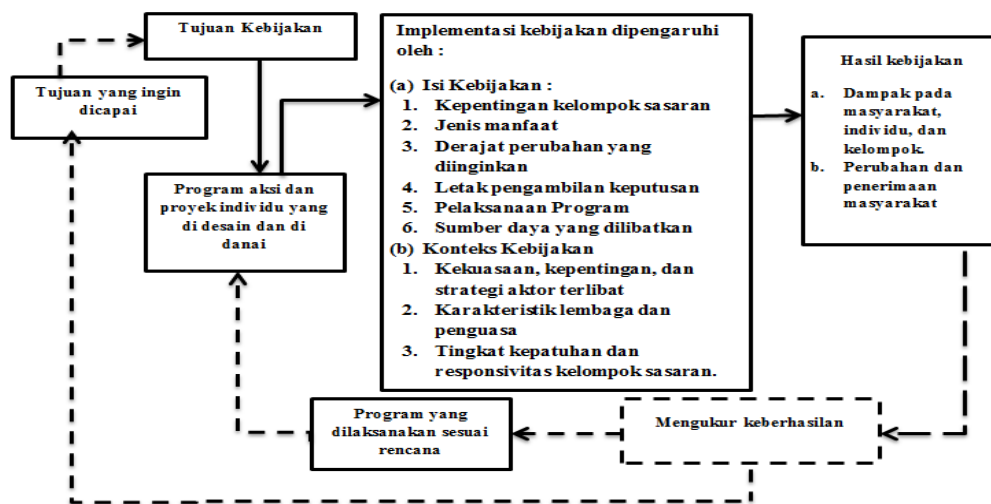 Tujuan Kebijakan
Tujuan yang ingin
dicapai
Program aksi dan
proyek individu yang
di desain dan di
danai
Implementasi kebijakan dipengaruhi
oleh :
(a) Isi Kebijakan :
1. Kepentingan kelompok sasaran
2. Jenis manfaat
3. Derajat perubahan yang
diinginkan
4. Letak pengambilan keputusan
5. Pelaksanaan Program
6. Sumber daya yang dilibatkan
(b) Konteks Kebijakan
1. Kekuasaan, kepentingan, dan
strategi aktor terlibat
2. Karakteristik lembaga dan
penguasa
3. Tingkat kepatuhan dan
responsivitas kelompok sasaran.
Hasil kebijakan
a. Dampak pada
masyarakat,
individu, dan
kelompok.
b. Perubahan dan
penerimaan
masyarakat
Program yang
dilaksanakan sesuai
rencana
Mengukur keberhasilan